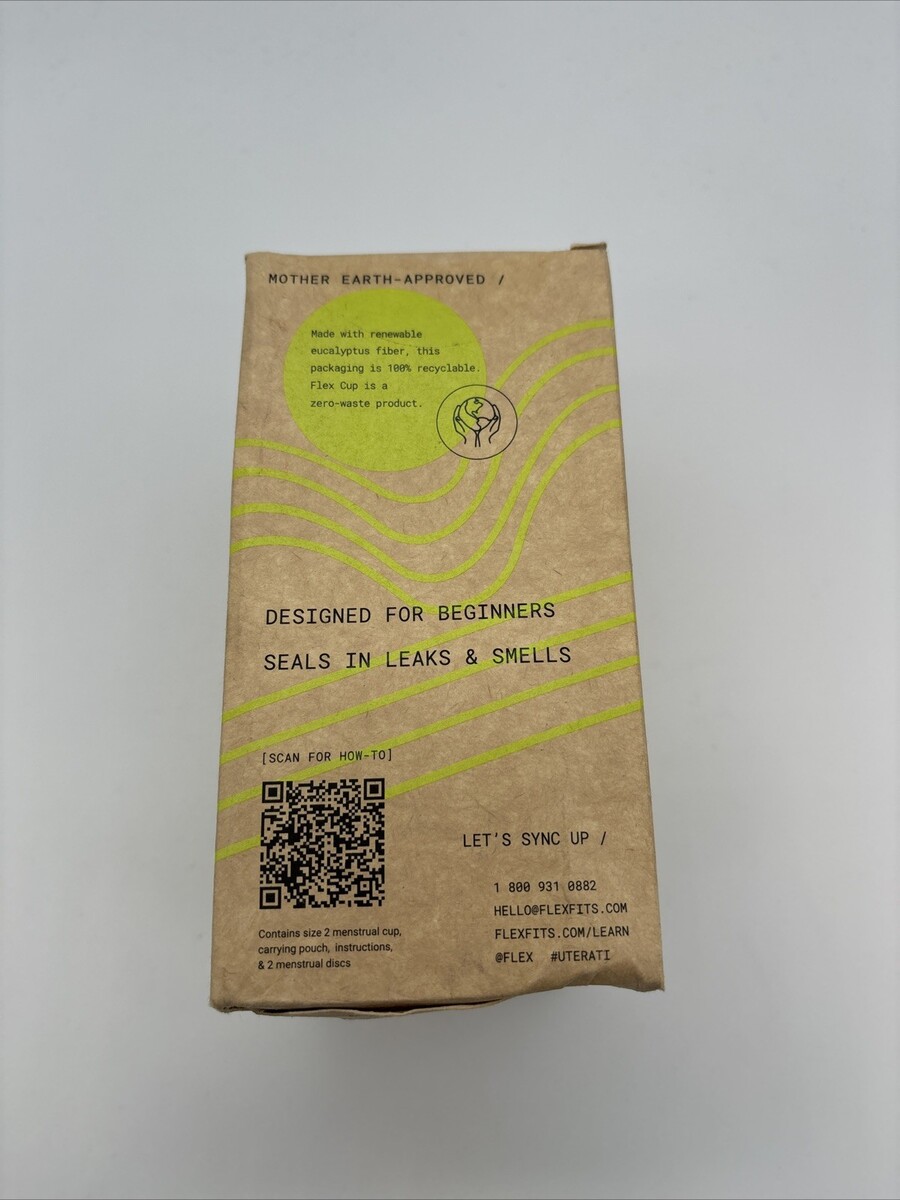 MOTHER EARTH-APPROVED /
Made with renewable
eucalyptus fiber, this
packaging is 100% recyclable.
Flex Cup is a
zero-waste product.
DESIGNED FOR BEGINNERS
SEALS IN LEAKS & SMELLS
[SCAN FOR HOW-TO]
Contains size 2 menstrual cup,
carrying pouch, instructions,
& 2 menstrual discs
LET'S SYNC UP /
1 800 931 0882
HELLO@FLEXFITS.COM
FLEXFITS.COM/LEARN
@FLEX #UTERATI